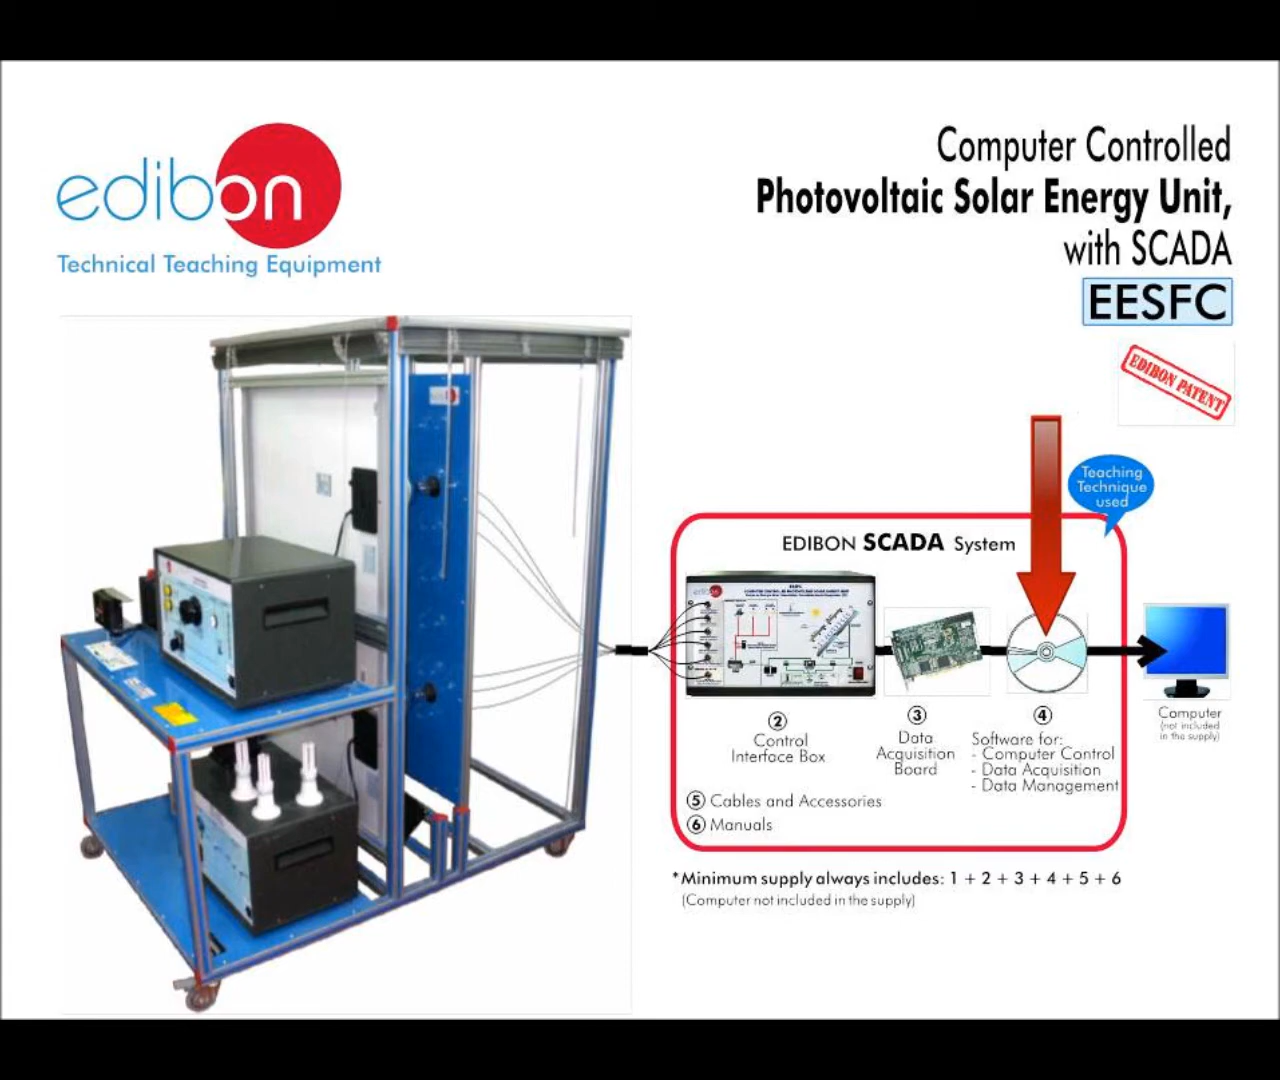 edibon
Technical Teaching Equipment
Computer Controlled
Photovoltaic Solar Energy Unit,
with SCADA
EESFC
EDIBON PATENT
Teaching
Technique
used
EDIBON SCADA System
2
Control
Interface Box
3
Data
Acquisition
Board
4
Software for:
- Computer Control
- Data Acquisition
- Data Management
Computer
(not included
in the supply)
5 Cables and Accessories
6 Manuals
* Minimum supply always includes: 1 + 2 + 3 + 4 + 5 + 6
(Computer not included in the supply)